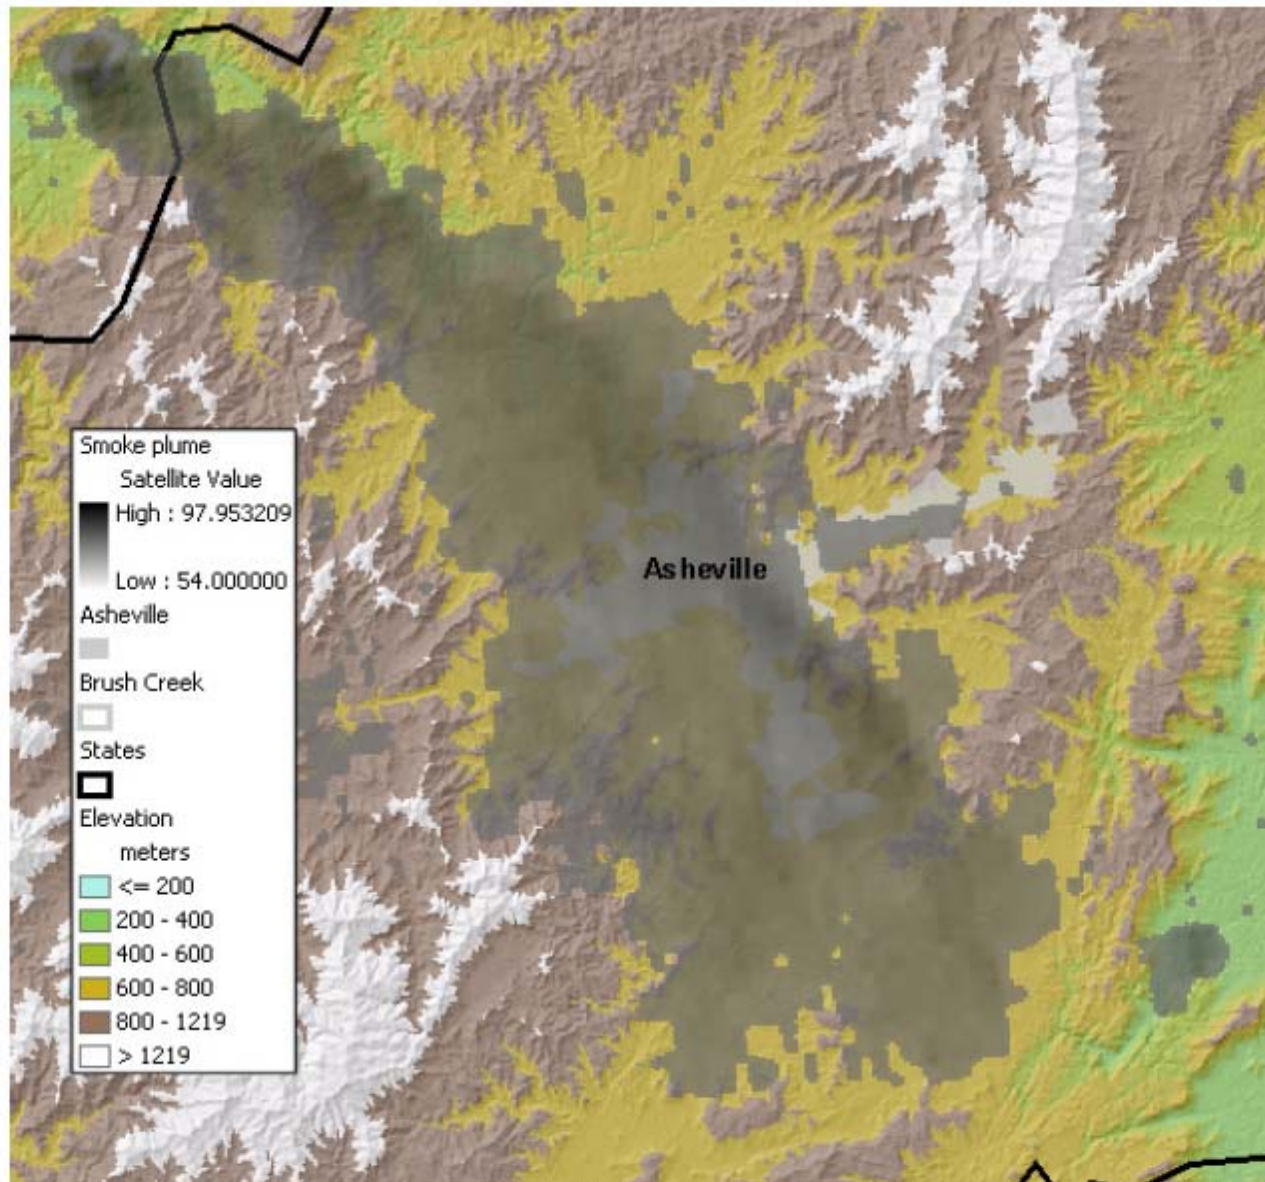 Smoke plume
Satellite Value
High : 97.953209
Low : 54.000000
Asheville
Brush Creek
States
Elevation
meters
<= 200
200 - 400
400 - 600
600 - 800
800 - 1219
> 1219
Asheville